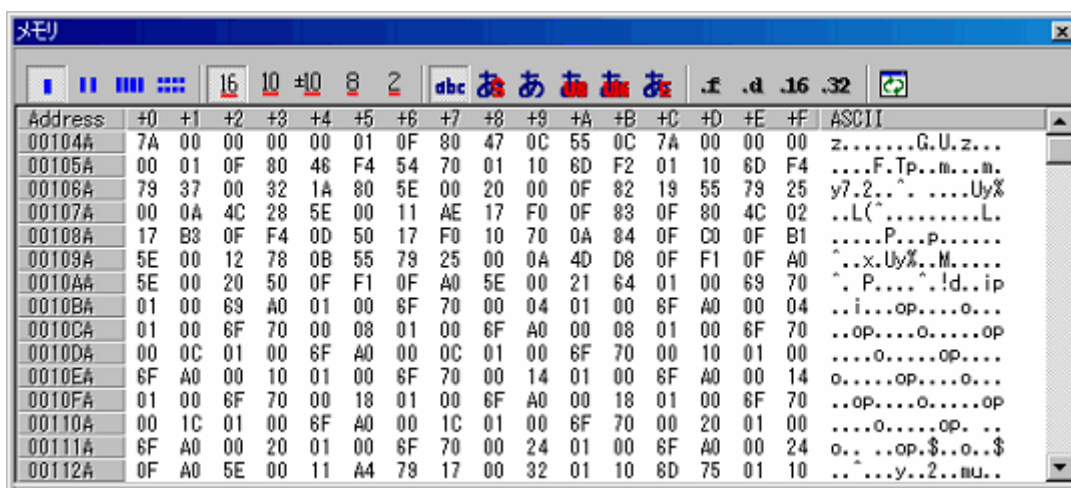 メモリ
16 10 ±10 8 2 abc あS あ あ あ あE .f .d .16 .32
Address +0 +1 +2 +3 +4 +5 +6 +7 +8 +9 +A +B +C +D +E +F ASCII
00104A 7A 00 00 00 00 01 0F 80 47 0C 55 0C 7A 00 00 00 z.......G.U.z...
00105A 00 01 0F 80 46 F4 54 70 01 10 6D F2 01 10 6D F4 ....F.Tp..m...m.
00106A 79 37 00 32 1A 80 5E 00 20 00 0F 82 19 55 79 25 y7.2..^. ....Uy%
00107A 00 0A 4C 28 5E 00 11 AE 17 F0 0F 83 0F 80 4C 02 ..L(^.........L.
00108A 17 B3 0F F4 0D 50 17 F0 10 70 0A 84 0F C0 0F B1 .....P...p......
00109A 5E 00 12 78 0B 55 79 25 00 0A 4D D8 0F F1 0F A0 ^..x.Uy%..M.....
0010AA 5E 00 20 50 0F F1 0F A0 5E 00 21 64 01 00 69 70 ^. P....^.!d..ip
0010BA 01 00 69 A0 01 00 6F 70 00 04 01 00 6F A0 00 04 ..i...op....o...
0010CA 01 00 6F 70 00 08 01 00 6F A0 00 08 01 00 6F 70 ..op....o.....op
0010DA 00 0C 01 00 6F A0 00 0C 01 00 6F 70 00 10 01 00 ....o.....op....
0010EA 6F A0 00 10 01 00 6F 70 00 14 01 00 6F A0 00 14 o.....op....o...
0010FA 01 00 6F 70 00 18 01 00 6F A0 00 18 01 00 6F 70 ..op....o.....op
00110A 00 1C 01 00 6F A0 00 1C 01 00 6F 70 00 20 01 00 ....o.....op. ..
00111A 6F A0 00 20 01 00 6F 70 00 24 01 00 6F A0 00 24 o.. ..op.$..o..$
00112A 0F A0 5E 00 11 A4 79 17 00 32 01 10 6D 75 01 10 ..^...y..2..mu..